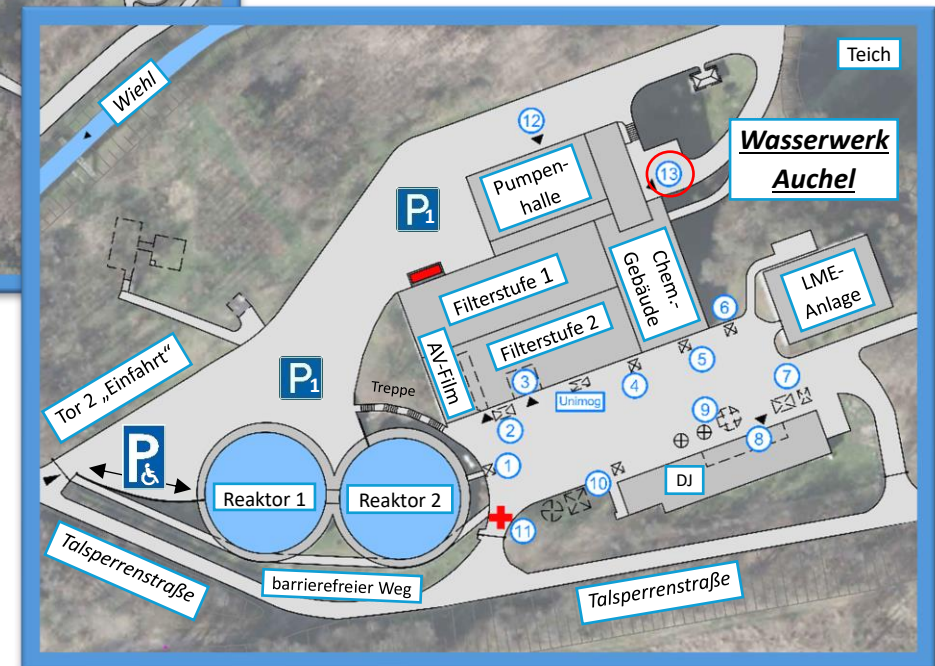 Wiehl
Teich
12
Wasserwerk
Auchel
Pumpen-
halle
13
P1
Filterstufe 1
Chem.-
Gebäude
LME-
Anlage
6
Filterstufe 2
AV-Film
5
Tor 2 „Einfahrt“
P1
Treppe
3
4
7
Unimog
2
9
8
P
1
10
DJ
Reaktor 1
Reaktor 2
11
Talsperrenstraße
barrierefreier Weg
Talsperrenstraße